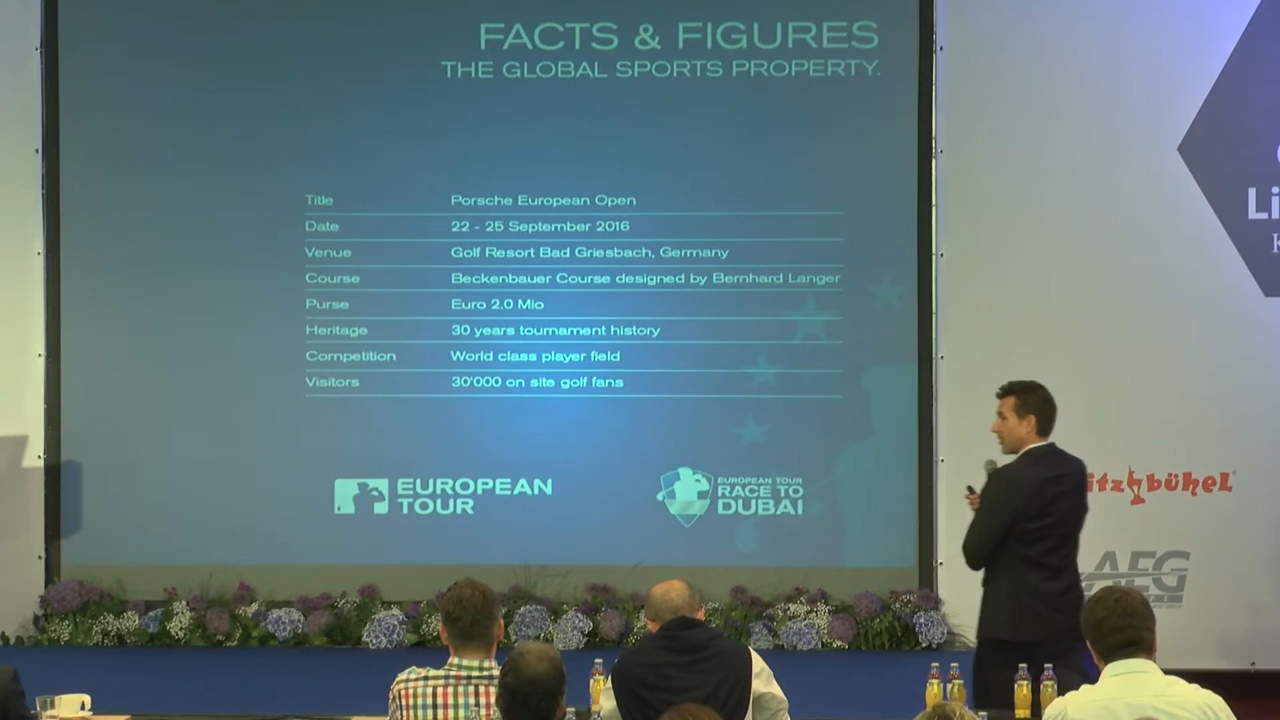 FACTS & FIGURES
THE GLOBAL SPORTS PROPERTY.
Title Porsche European Open
Date 22 - 25 September 2016
Venue Golf Resort Bad Griesbach, Germany
Course Beckenbauer Course designed by Bernhard Langer
Purse Euro 2.0 Mio
Heritage 30 years tournament history
Competition World class player field
Visitors 30'000 on site golf fans
EUROPEAN
TOUR
EUROPEAN TOUR
RACE TO
DUBAI
Li
K
itzbühel
AEG